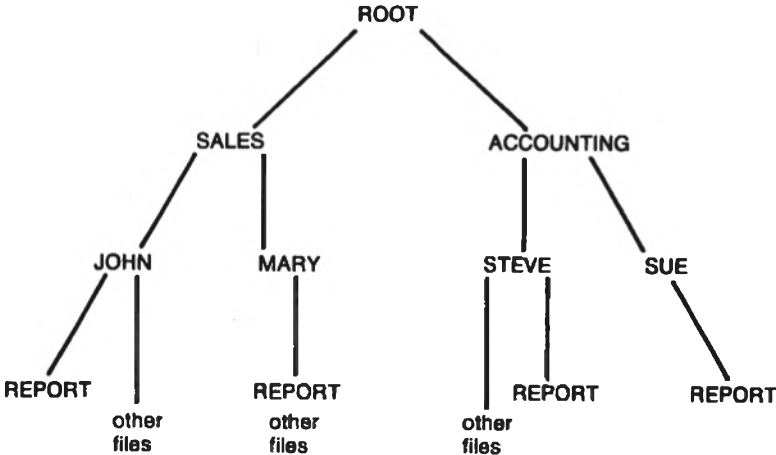 ROOT
SALES ACCOUNTING
JOHN MARY STEVE SUE
REPORT REPORT REPORT REPORT
other other other
files files files